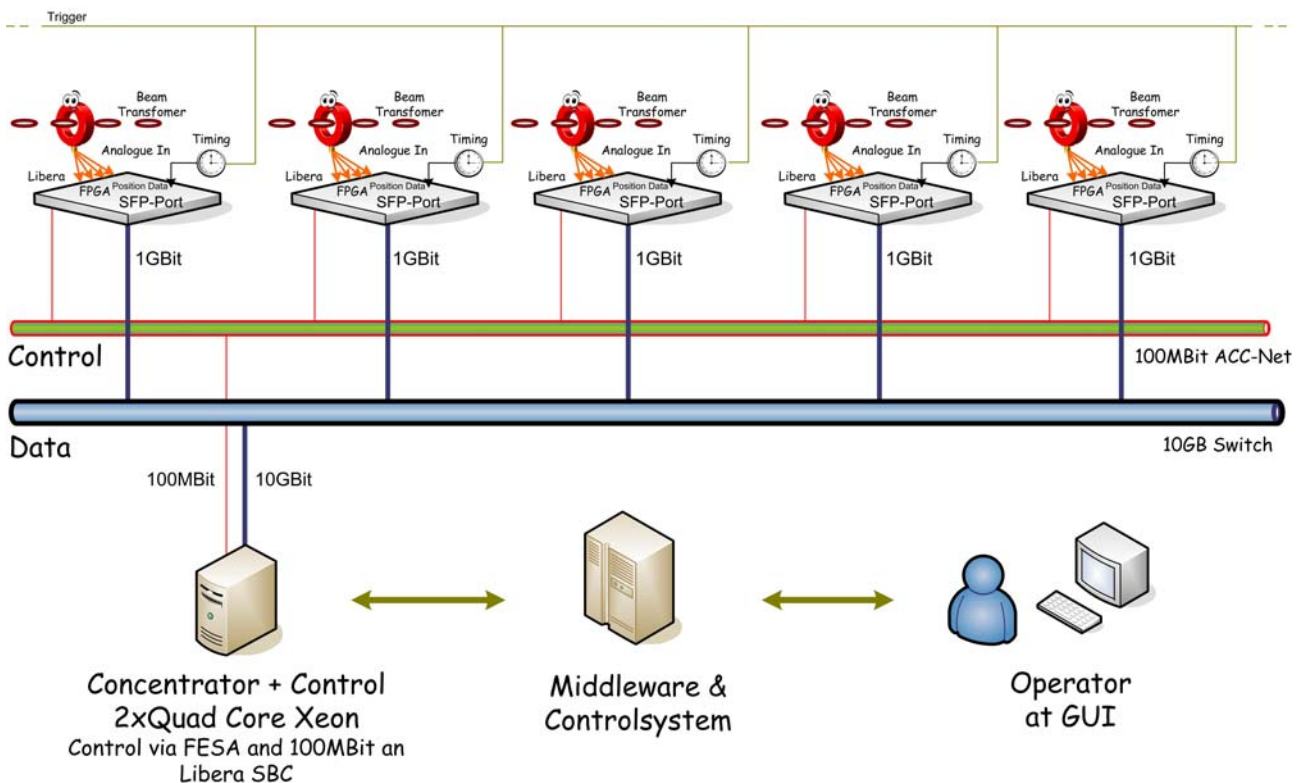 Trigger
Beam
Transfomer
Analogue In
Timing
Libera
FPGA
Position Data
SFP-Port
1GBit
Beam
Transfomer
Analogue In
Timing
Libera
FPGA
Position Data
SFP-Port
1GBit
Beam
Transfomer
Analogue In
Timing
Libera
FPGA
Position Data
SFP-Port
1GBit
Beam
Transfomer
Analogue In
Timing
Libera
FPGA
Position Data
SFP-Port
1GBit
Beam
Transfomer
Analogue In
Timing
Libera
FPGA
Position Data
SFP-Port
1GBit
Control
100MBit ACC-Net
Data
10GB Switch
100MBit
10GBit
Concentrator + Control
2xQuad Core Xeon
Control via FESA and 100MBit an
Libera SBC
Middleware &
Controlsystem
Operator
at GUI